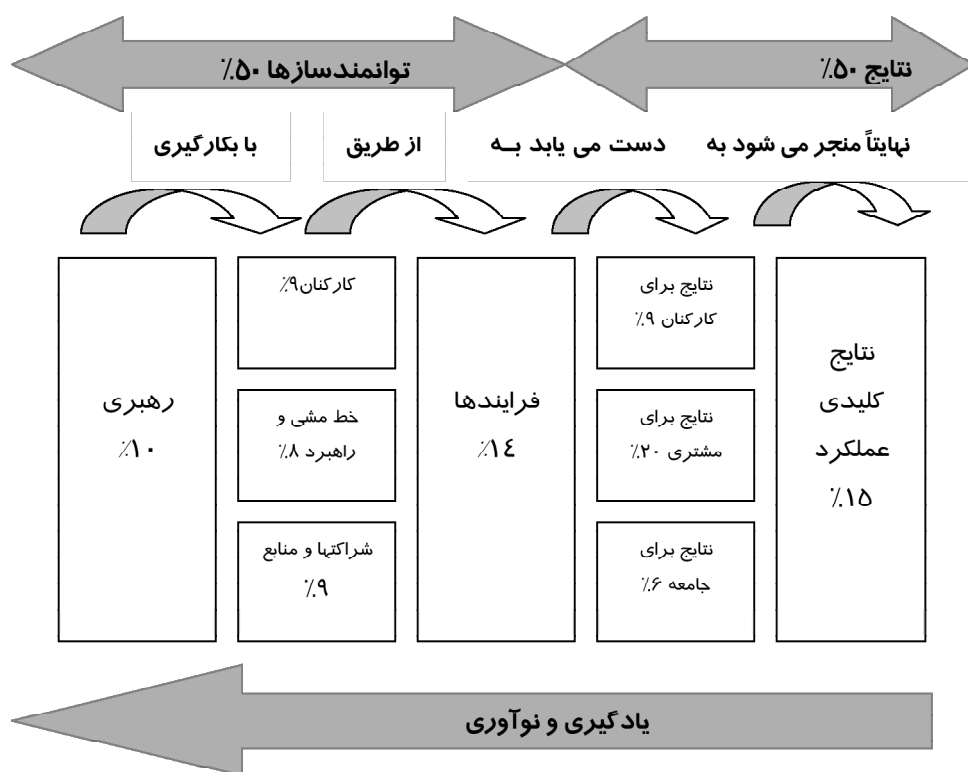 توانمندسازها ۵۰٪
نتایج ۵۰٪
با بکارگیری
از طریق
دست می یابد بـه
نهایتاً منجر می شود به
رهبری
۱۰٪
کارکنان۹٪
خط مشی و
راهبرد ۸٪
شراکتها و منابع
۹٪
فرایندها
۱٤٪
نتایج برای
کارکنان ۹٪
نتایج برای
مشتری ۲۰٪
نتایج برای
جامعه ۶٪
نتایج
کلیدی
عملکرد
۱۵٪
یادگیری و نوآوری